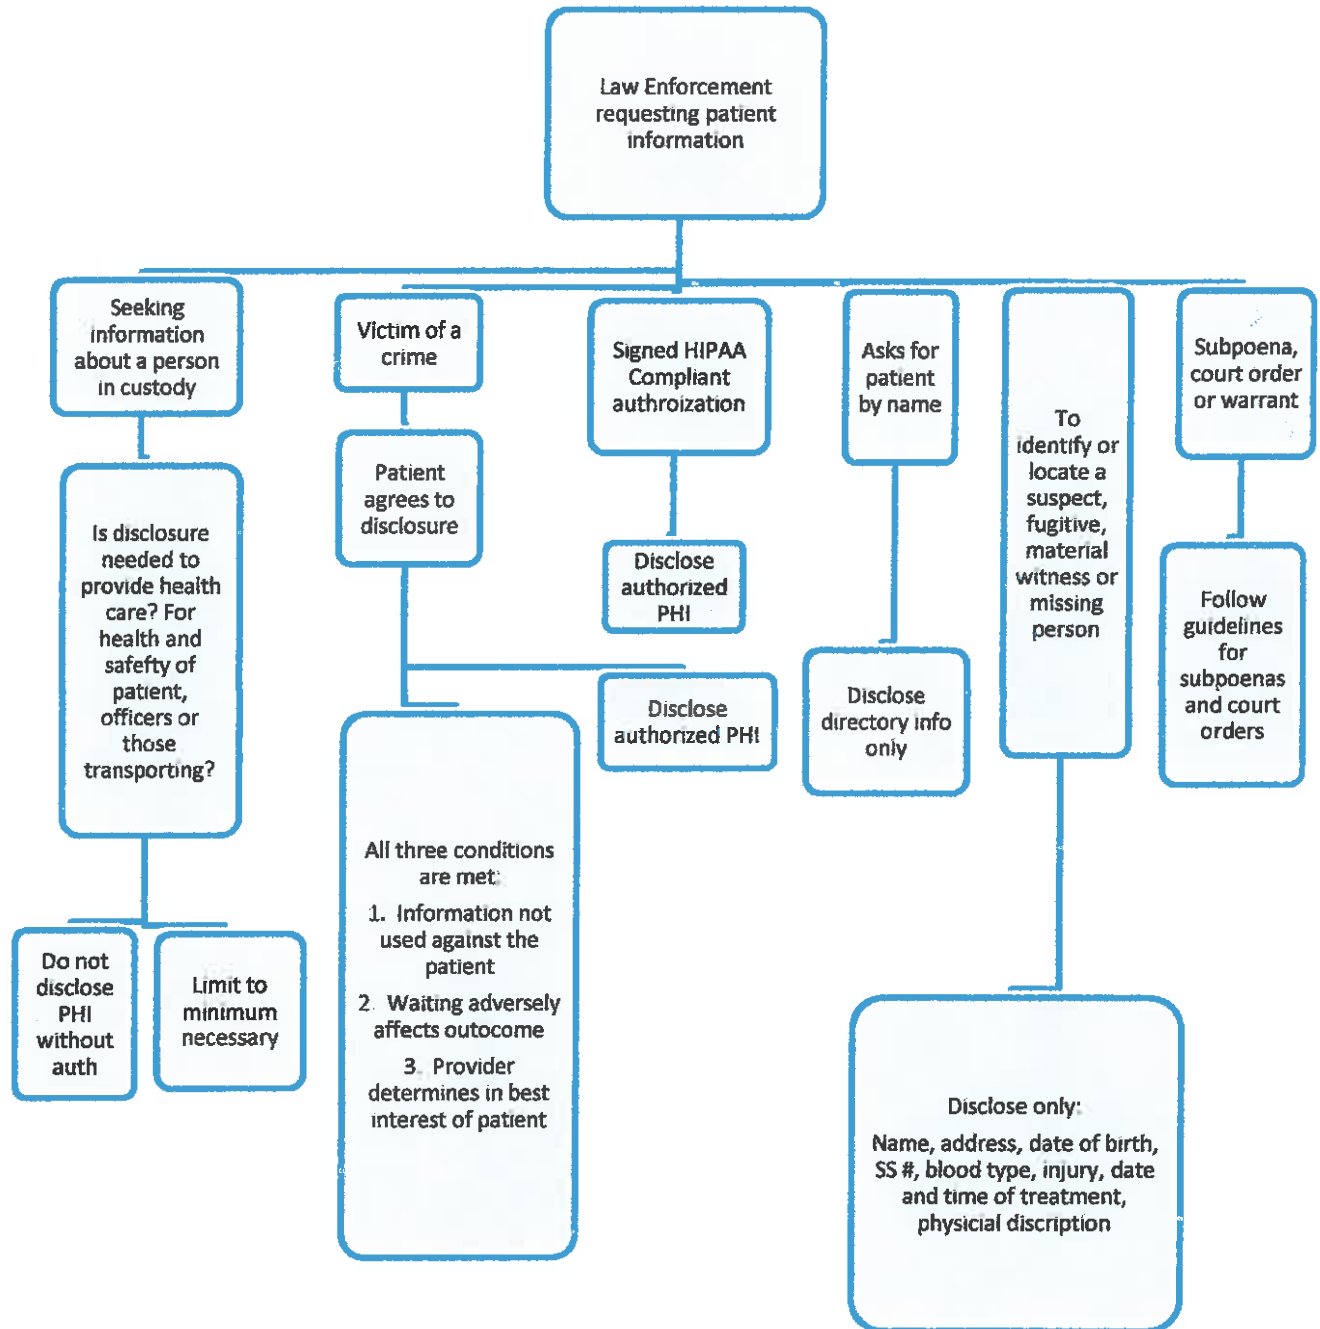 Law Enforcement
requesting patient
information
Seeking
information
about a person
in custody
Is disclosure
needed to
provide health
care? For
health and
safefty of
patient,
officers or
those
transporting?
Do not
disclose
PHI
without
auth
Limit to
minimum
necessary
Victim of a
crime
Patient
agrees to
disclosure
All three conditions
are met:
1. Information not
used against the
patient
2. Waiting adversely
affects outocome
3. Provider
determines in best
interest of patient
Disclose
authorized PHI
Signed HIPAA
Compliant
authroization
Disclose
authorized
PHI
Asks for
patient
by name
Disclose
directory info
only
To
identify or
locate a
suspect,
fugitive,
material
witness or
missing
person
Disclose only:
Name, address, date of birth,
SS #, blood type, injury, date
and time of treatment,
physicial discription
Subpoena,
court order
or warrant
Follow
guidelines
for
subpoenas
and court
orders